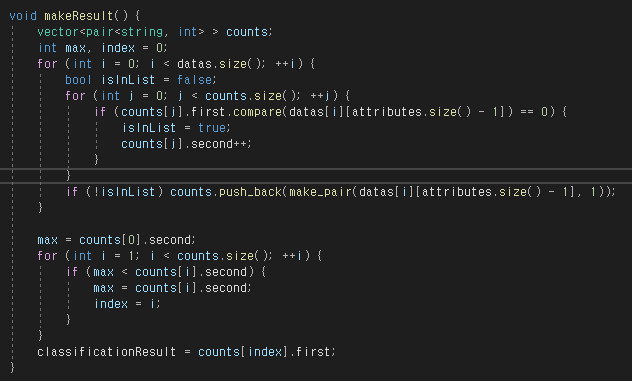 void makeResult() {
    vector<pair<string, int> > counts;
    int max, index = 0;
    for (int i = 0; i < datas.size(); ++i) {
        bool isInList = false;
        for (int j = 0; j < counts.size(); ++j) {
            if (counts[j].first.compare(datas[i][attributes.size() - 1]) == 0) {
                isInList = true;
                counts[j].second++;
            }
        }
        if (!isInList) counts.push_back(make_pair(datas[i][attributes.size() - 1], 1));
    }

    max = counts[0].second;
    for (int i = 1; i < counts.size(); ++i) {
        if (max < counts[i].second) {
            max = counts[i].second;
            index = i;
        }
    }
    classificationResult = counts[index].first;
}